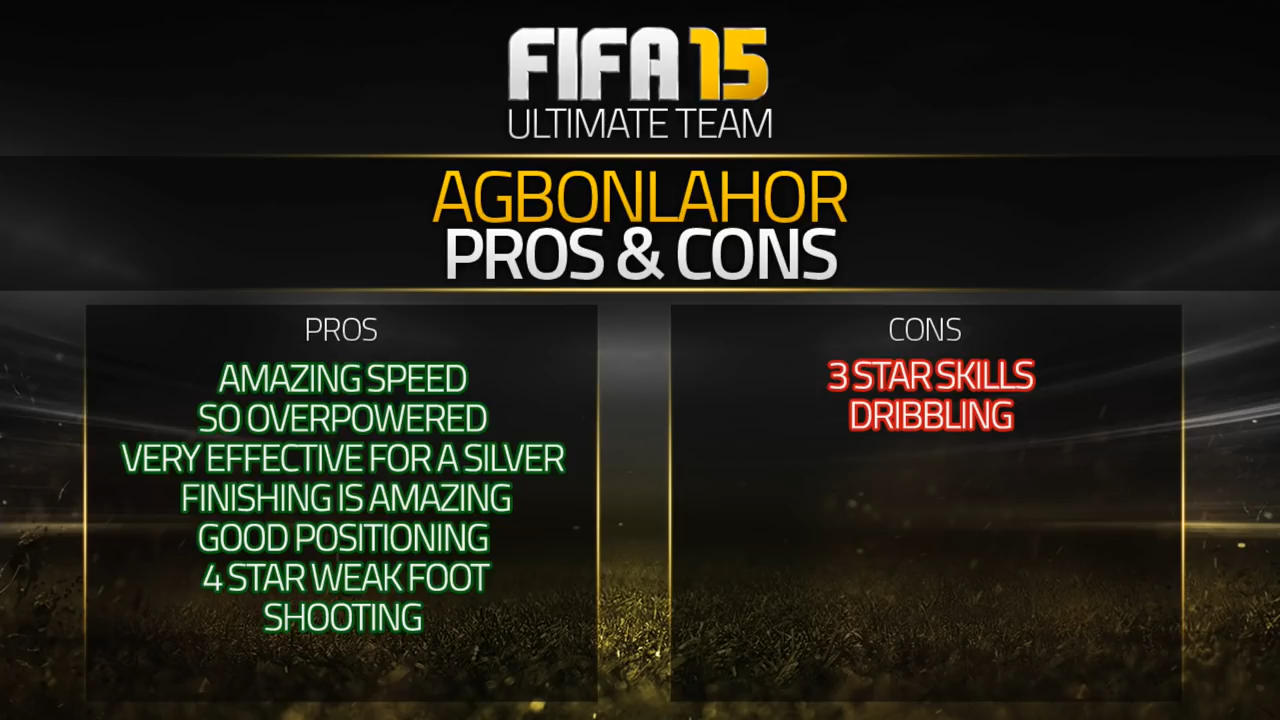 FIFA 15
ULTIMATE TEAM
AGBONLAHOR
PROS & CONS
PROS
AMAZING SPEED
SO OVERPOWERED
VERY EFFECTIVE FOR A SILVER
FINISHING IS AMAZING
GOOD POSITIONING
4 STAR WEAK FOOT
SHOOTING
CONS
3 STAR SKILLS
DRIBBLING